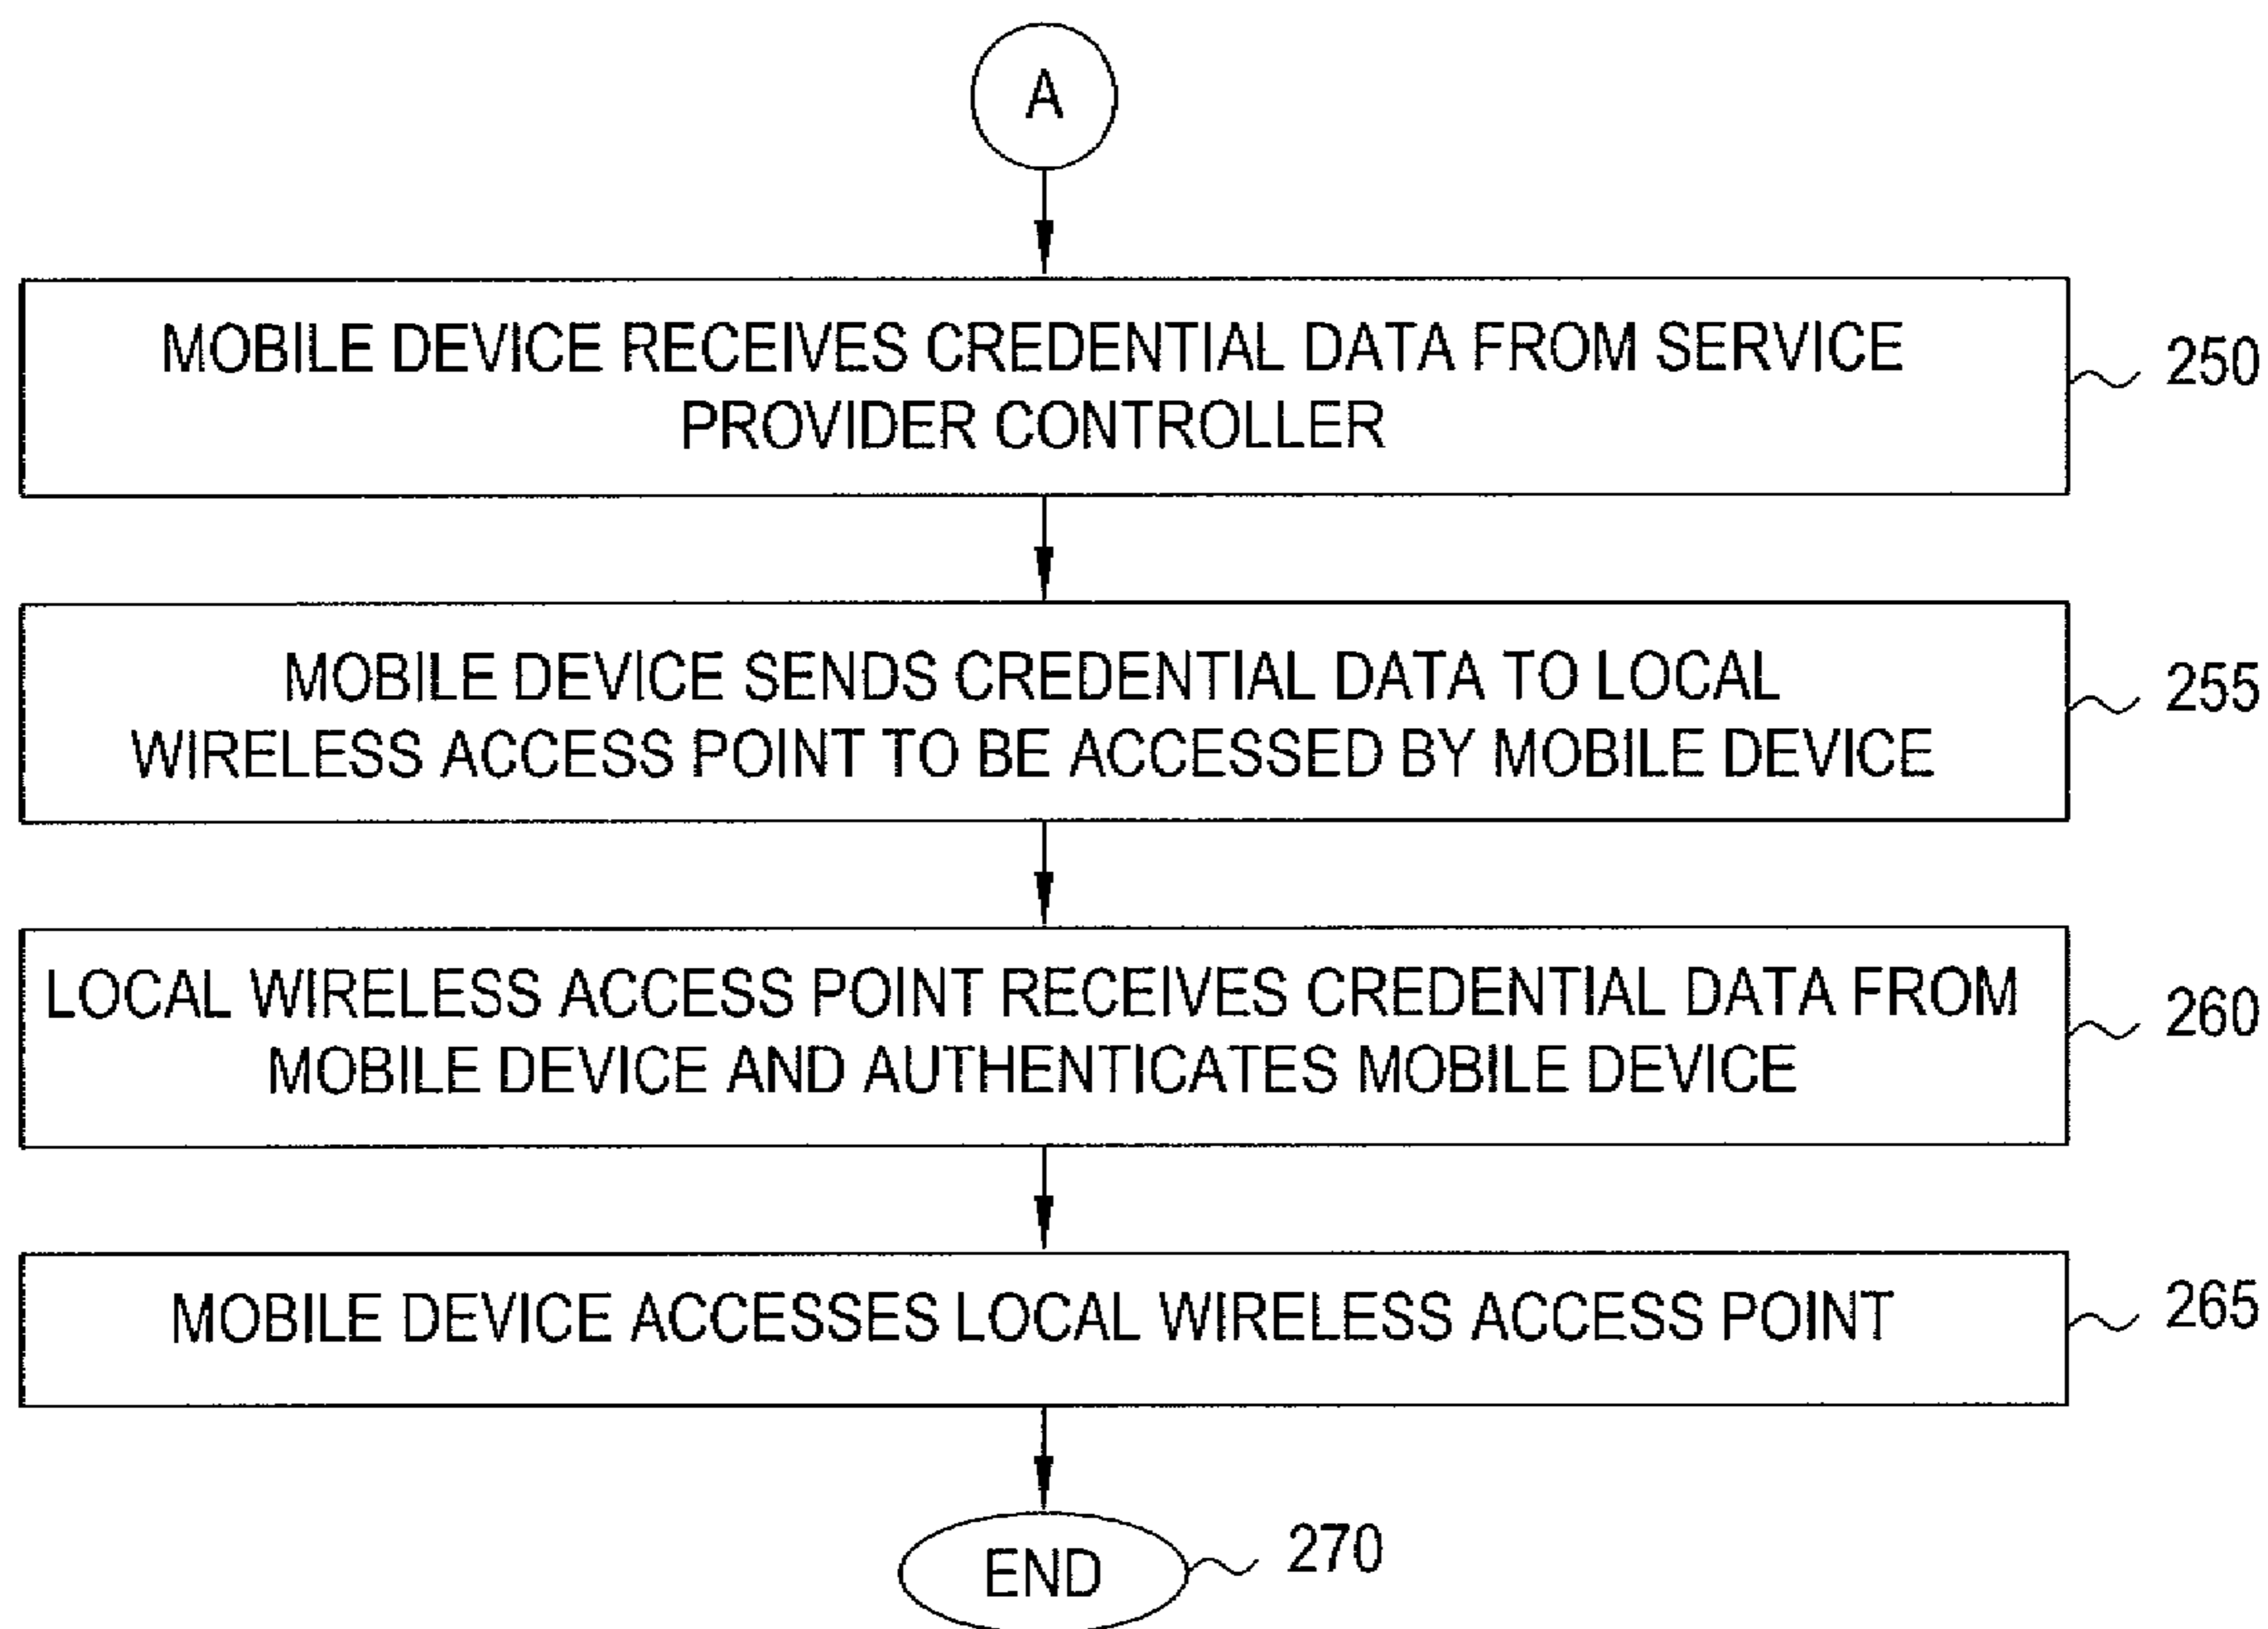 A
MOBILE DEVICE RECEIVES CREDENTIAL DATA FROM SERVICE
PROVIDER CONTROLLER
250
MOBILE DEVICE SENDS CREDENTIAL DATA TO LOCAL
WIRELESS ACCESS POINT TO BE ACCESSED BY MOBILE DEVICE
255
LOCAL WIRELESS ACCESS POINT RECEIVES CREDENTIAL DATA FROM
MOBILE DEVICE AND AUTHENTICATES MOBILE DEVICE
260
MOBILE DEVICE ACCESSES LOCAL WIRELESS ACCESS POINT
265
END
270